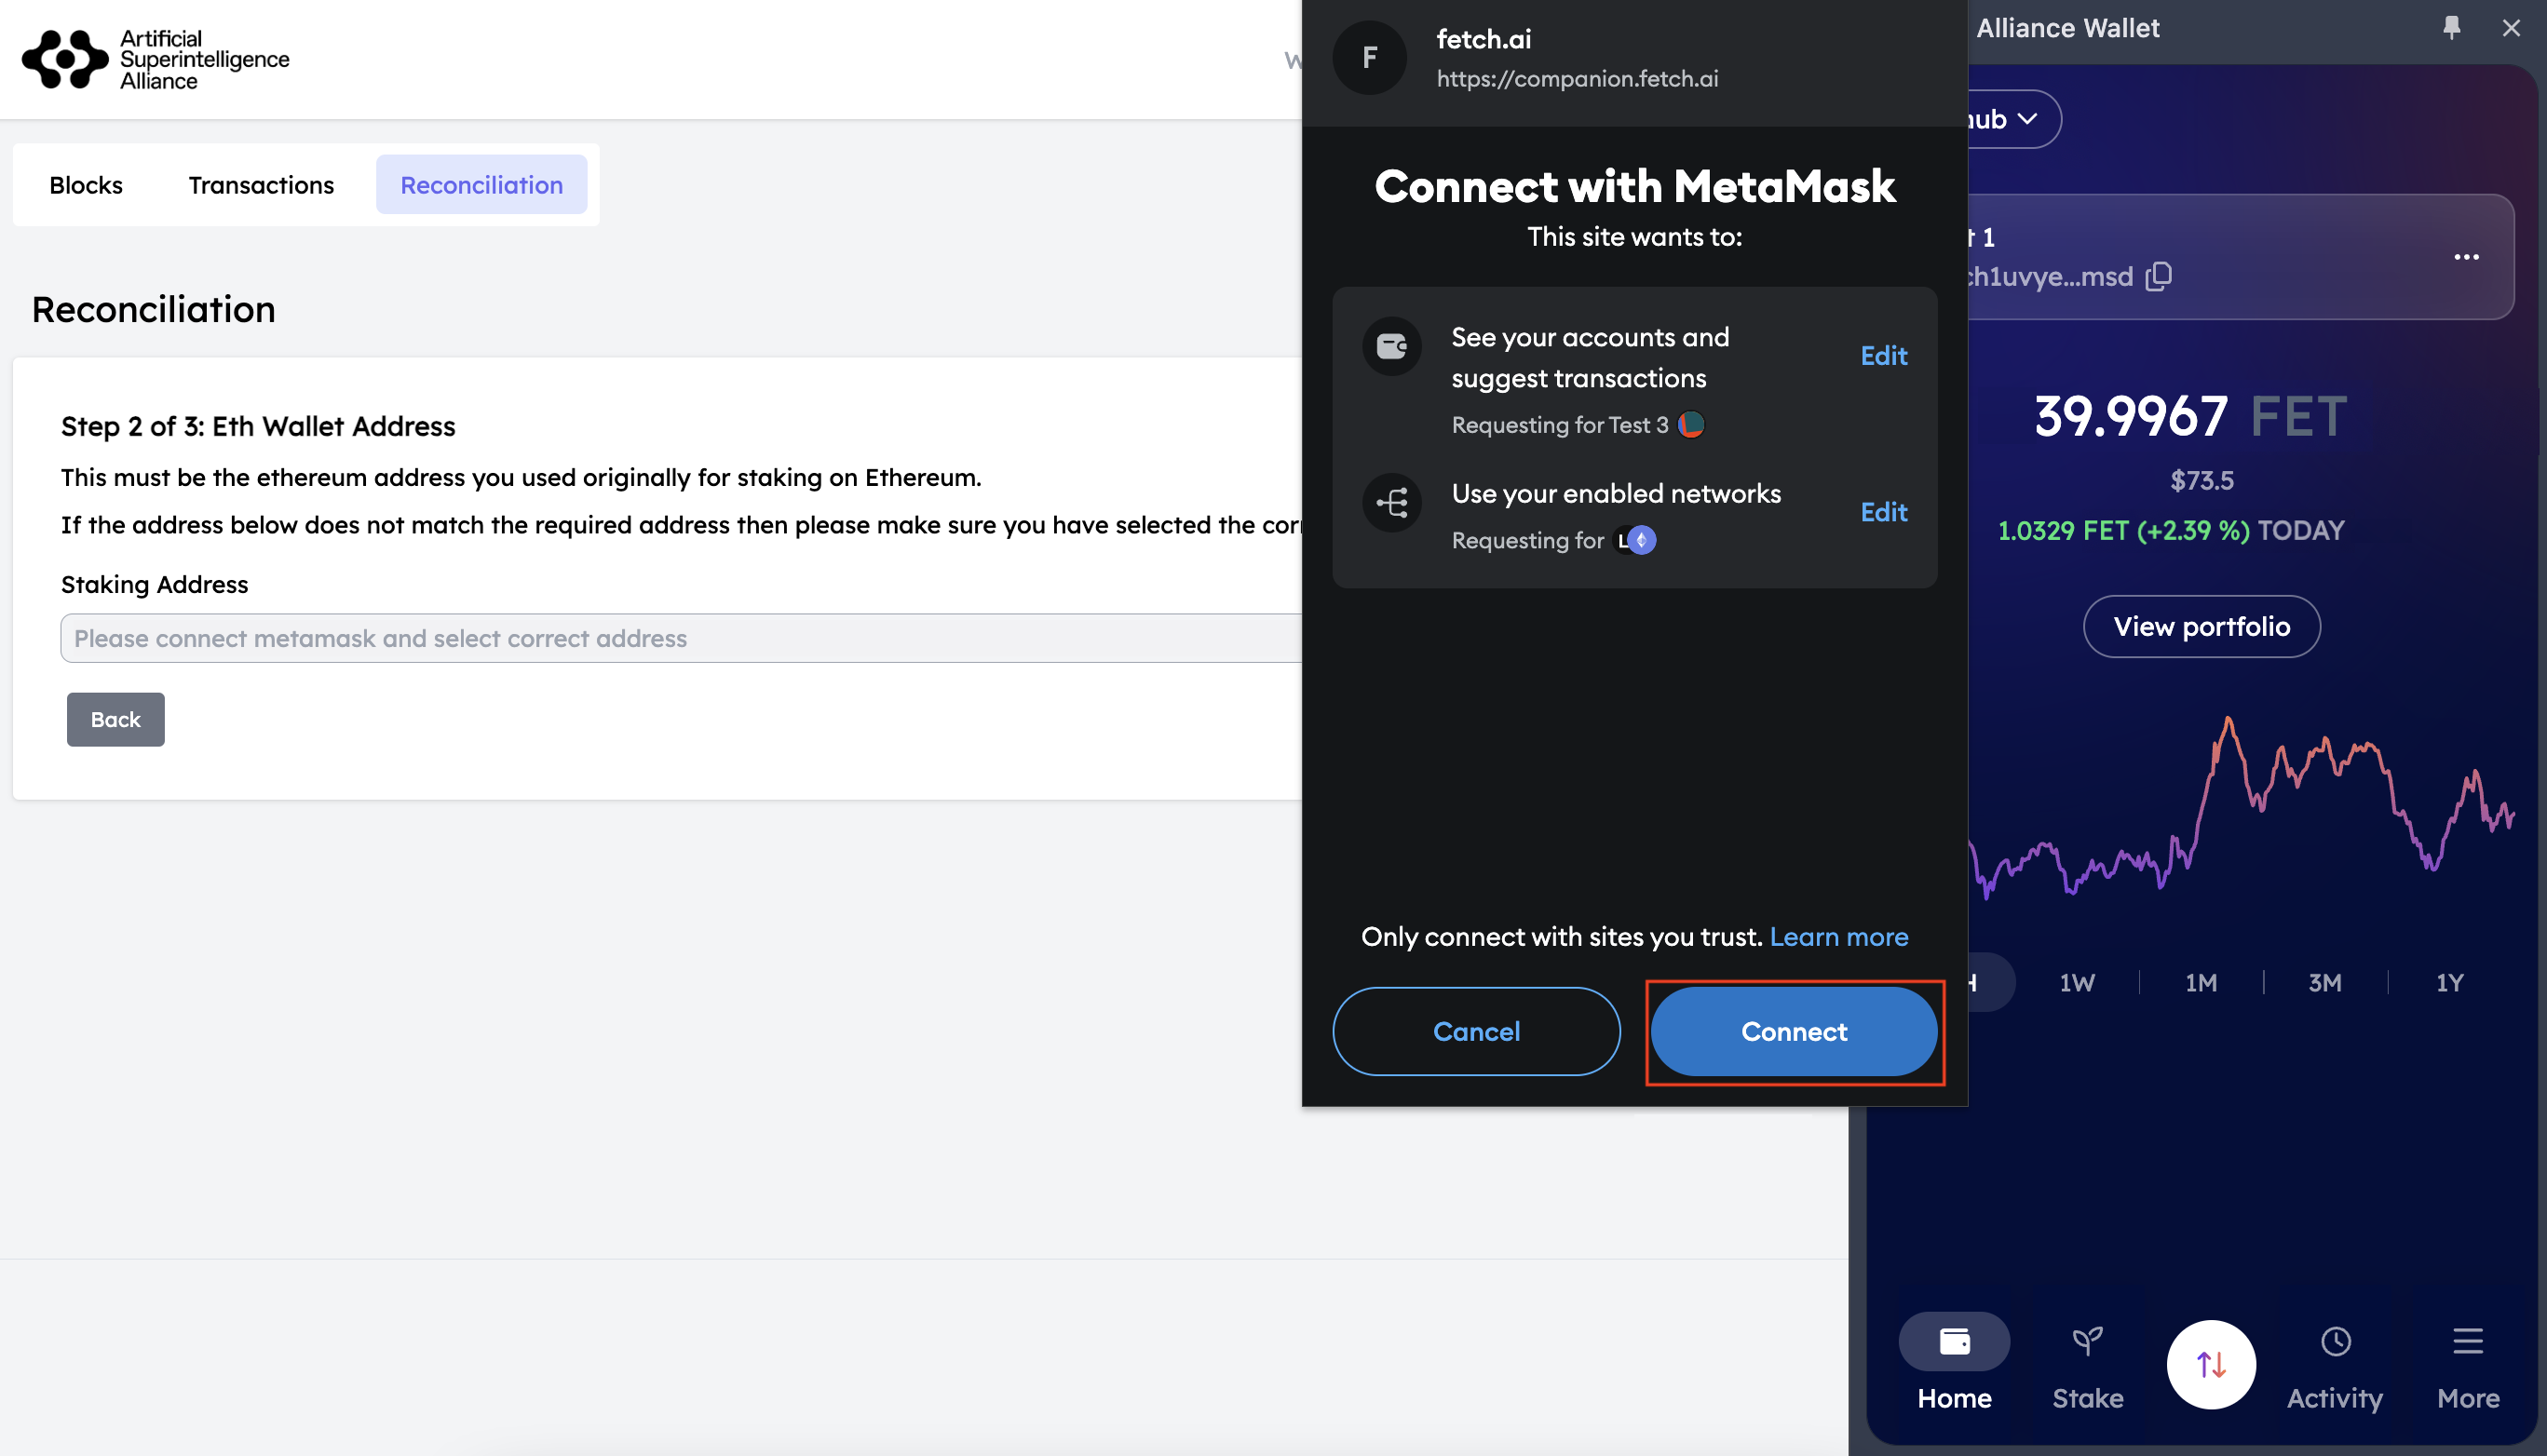 Artificial
Superintelligence
Alliance
Blocks
Transactions
Reconciliation
Reconciliation
Step 2 of 3: Eth Wallet Address
This must be the ethereum address you used originally for staking on Ethereum.
If the address below does not match the required address then please make sure you have selected the
Staking Address
Please connect metamask and select correct address
Back
F
fetch.ai
https://companion.fetch.ai
Connect with MetaMask
This site wants to:
See your accounts and
suggest transactions
Edit
Requesting for Test 3
Use your enabled networks
Edit
Requesting for L
Only connect with sites you trust. Learn more
Cancel
Connect
Alliance Wallet
1
ch1uvye...msd
39.9967 FET
$73.5
1.0329 FET (+2.39 %) TODAY
View portfolio
1W
1M
3M
1Y
Home
Stake
Activity
More